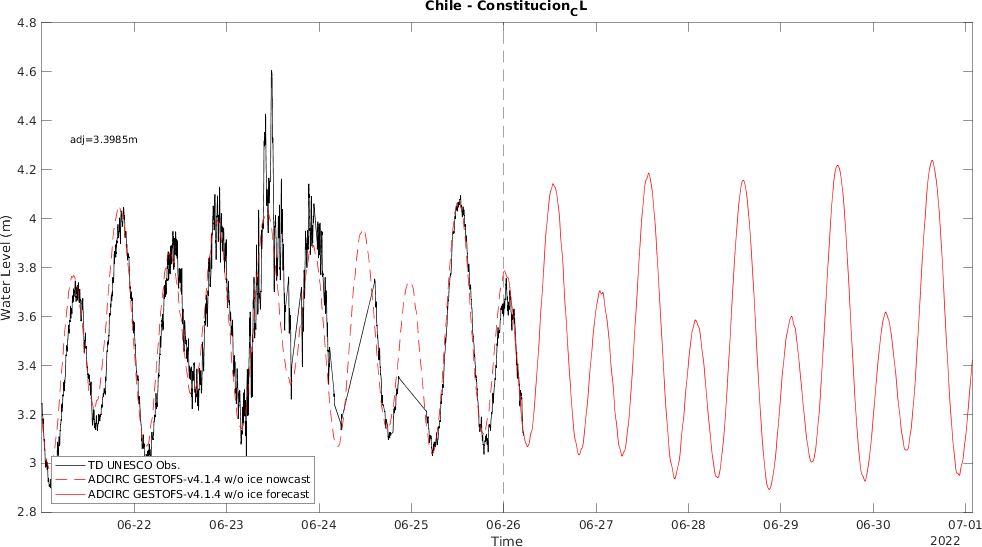 Chile - Constitucion_CL
4.8
4.6
4.4
4.2
4
3.8
3.6
3.4
3.2
3
2.8
Water Level (m)
adj=3.3985m
TD UNESCO Obs.
ADCIRC GESTOFS-v4.1.4 w/o ice nowcast
ADCIRC GESTOFS-v4.1.4 w/o ice forecast
06-22 06-23 06-24 06-25 06-26 06-27 06-28 06-29 06-30 07-01
Time
2022